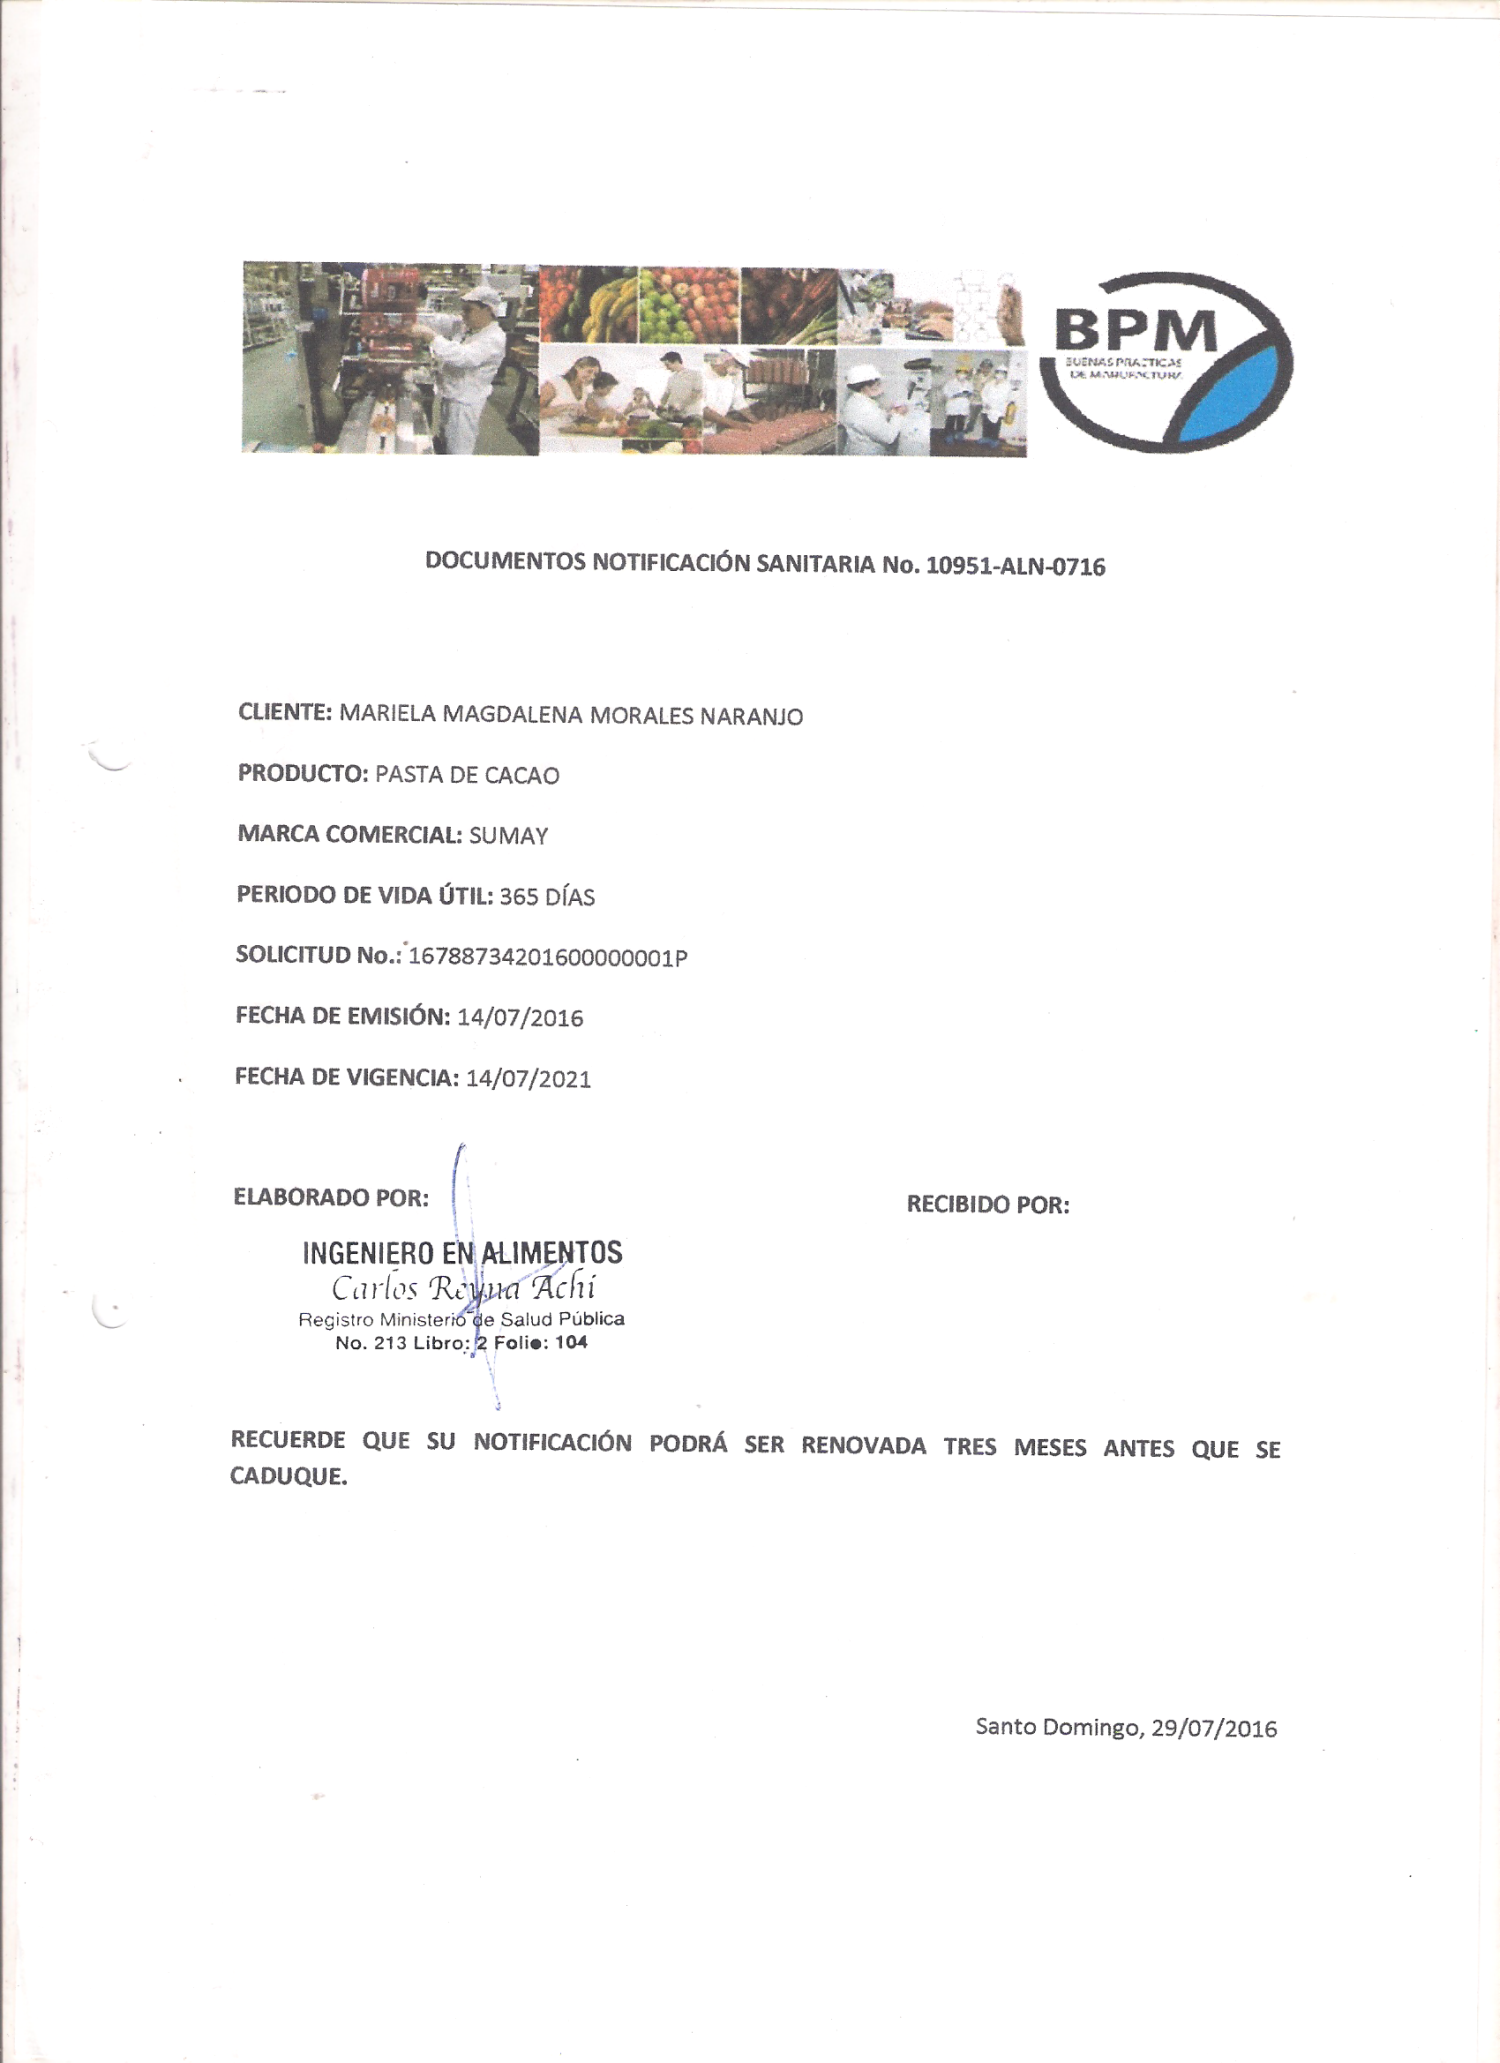 BPM
BUENAS PRACTICAS
DE MANUFACTURA
DOCUMENTOS NOTIFICACIÓN SANITARIA No. 10951-ALN-0716
CLIENTE: MARIELA MAGDALENA MORALES NARANJO
PRODUCTO: PASTA DE CACAO
MARCA COMERCIAL: SUMAY
PERIODO DE VIDA ÚTIL: 365 DÍAS
SOLICITUD No.: 16788734201600000001P
FECHA DE EMISIÓN: 14/07/2016
FECHA DE VIGENCIA: 14/07/2021
ELABORADO POR:
RECIBIDO POR:
INGENIERO EN ALIMENTOS
Carlos Reyna Achi
Registro Ministerio de Salud Pública
No. 213 Libro: 2 Folio: 104
RECUERDE QUE SU NOTIFICACIÓN PODRÁ SER RENOVADA TRES MESES ANTES QUE SE
CADUQUE.
Santo Domingo, 29/07/2016